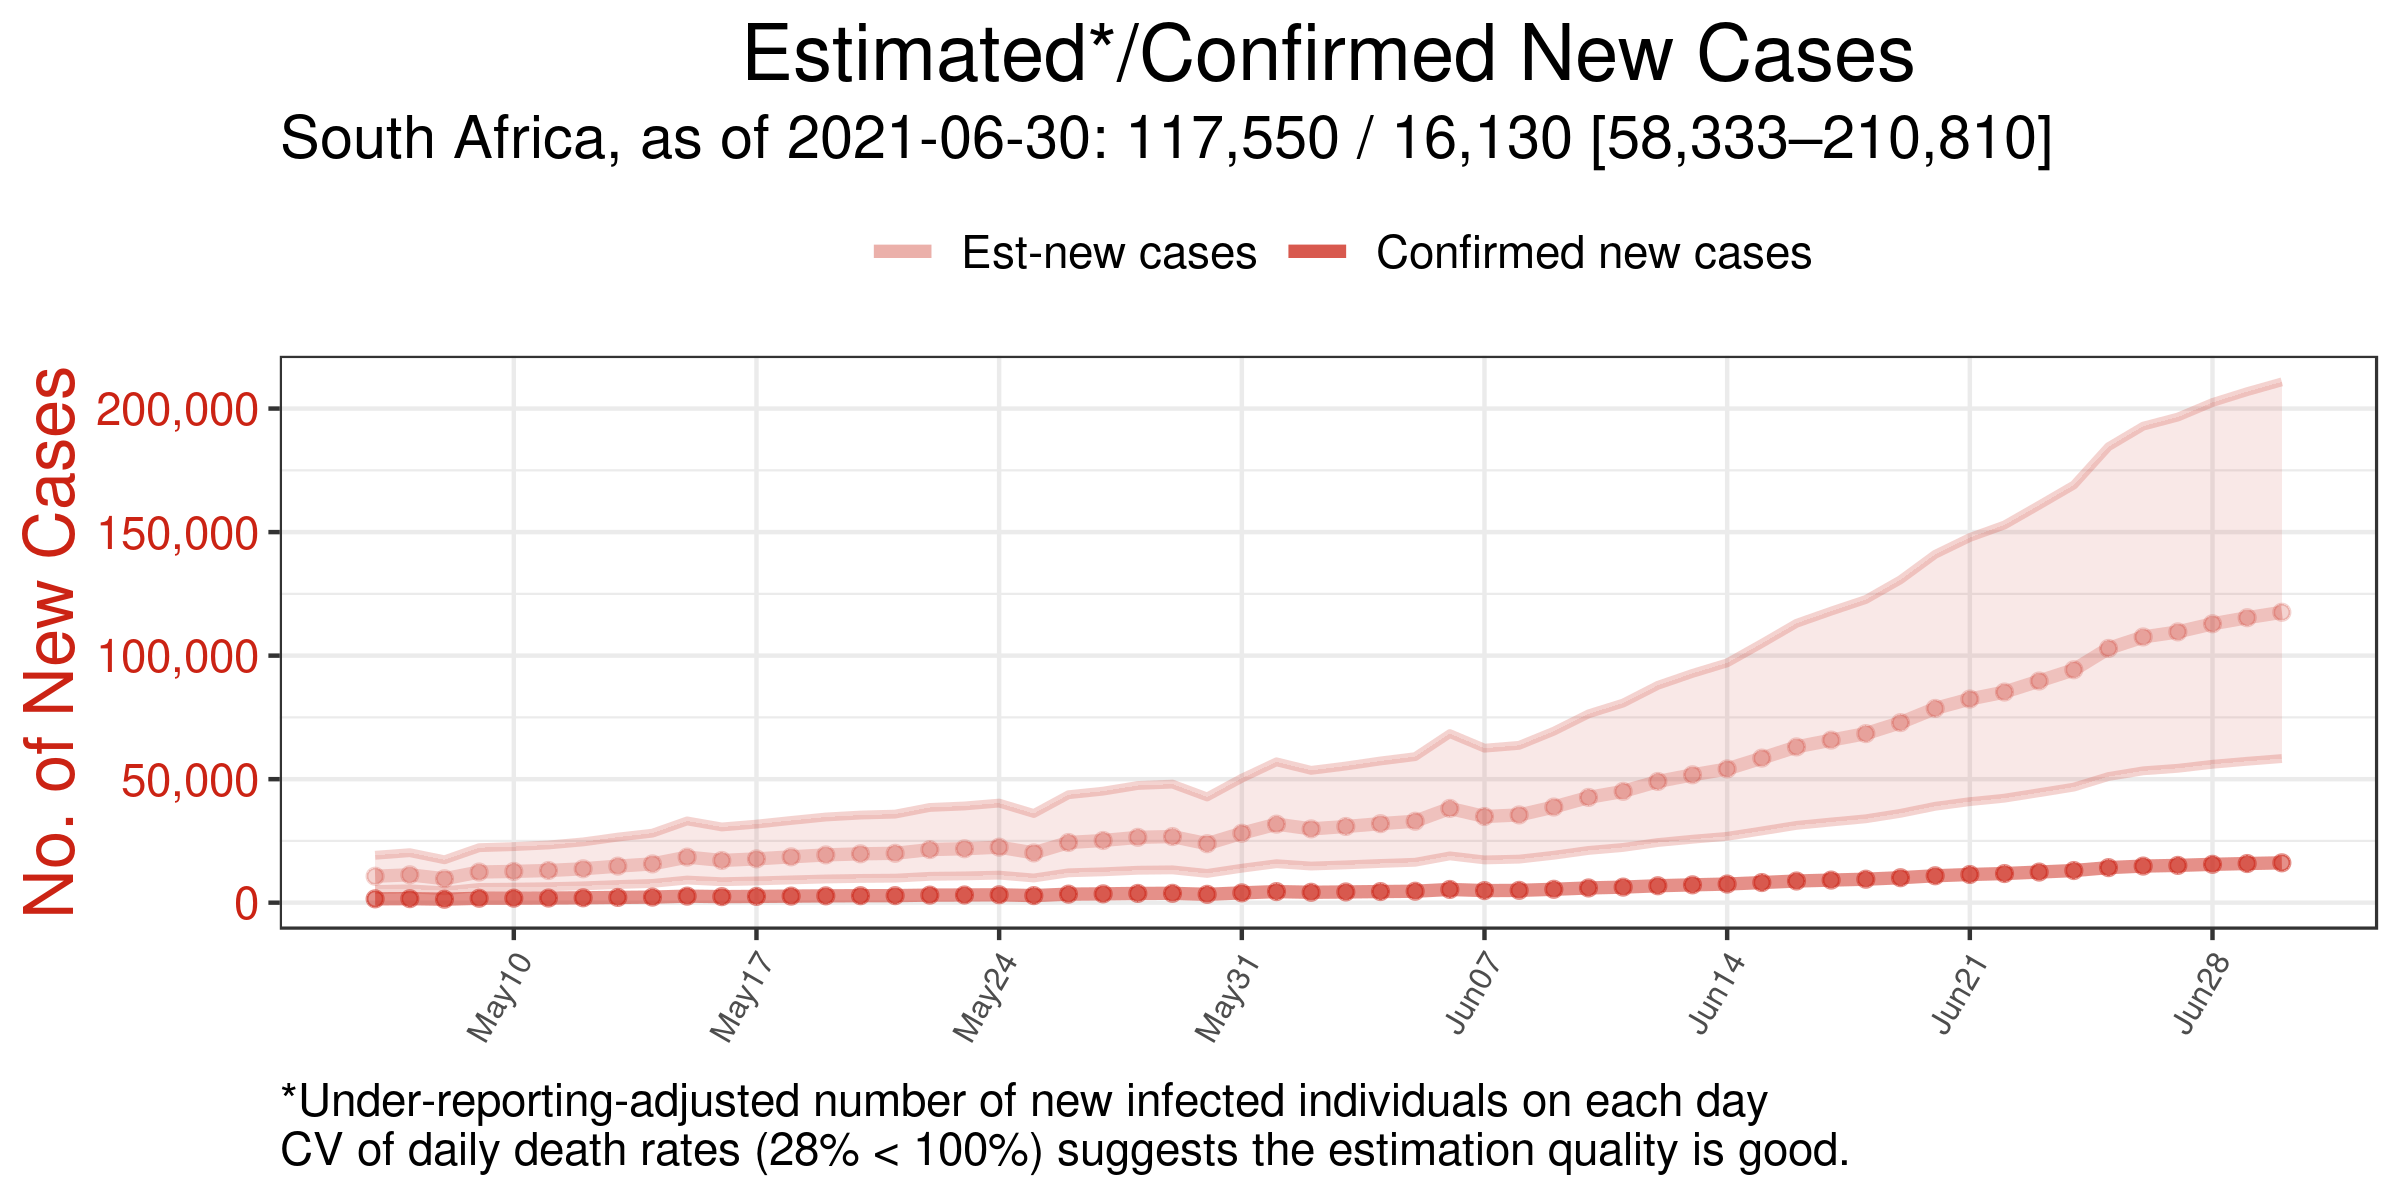 Estimated*/Confirmed New Cases
South Africa, as of 2021-06-30: 117,550 / 16,130 [58,333–210,810]
Est-new cases
Confirmed new cases
No. of New Cases
200,000
150,000
100,000
50,000
0
May10
May17
May24
May31
Jun07
Jun14
Jun21
Jun28
*Under-reporting-adjusted number of new infected individuals on each day
CV of daily death rates (28% < 100%) suggests the estimation quality is good.